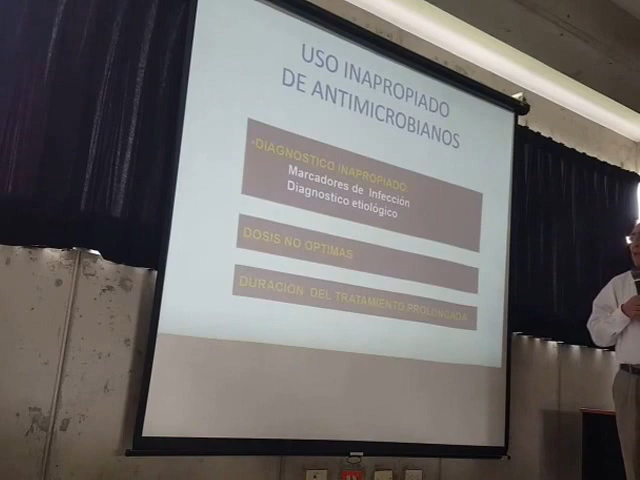 USO INAPROPIADO
DE ANTIMICROBIANOS
•DIAGNOSTICO INAPROPIADO.
Marcadores de Infección
Diagnostico etiológico
DOSIS NO OPTIMAS
DURACION DEL TRATAMIENTO PROLONGADA